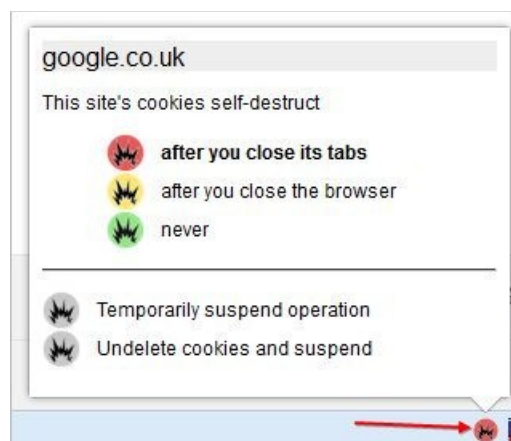 google.co.uk
This site's cookies self-destruct
after you close its tabs
after you close the browser
never
Temporarily suspend operation
Undelete cookies and suspend